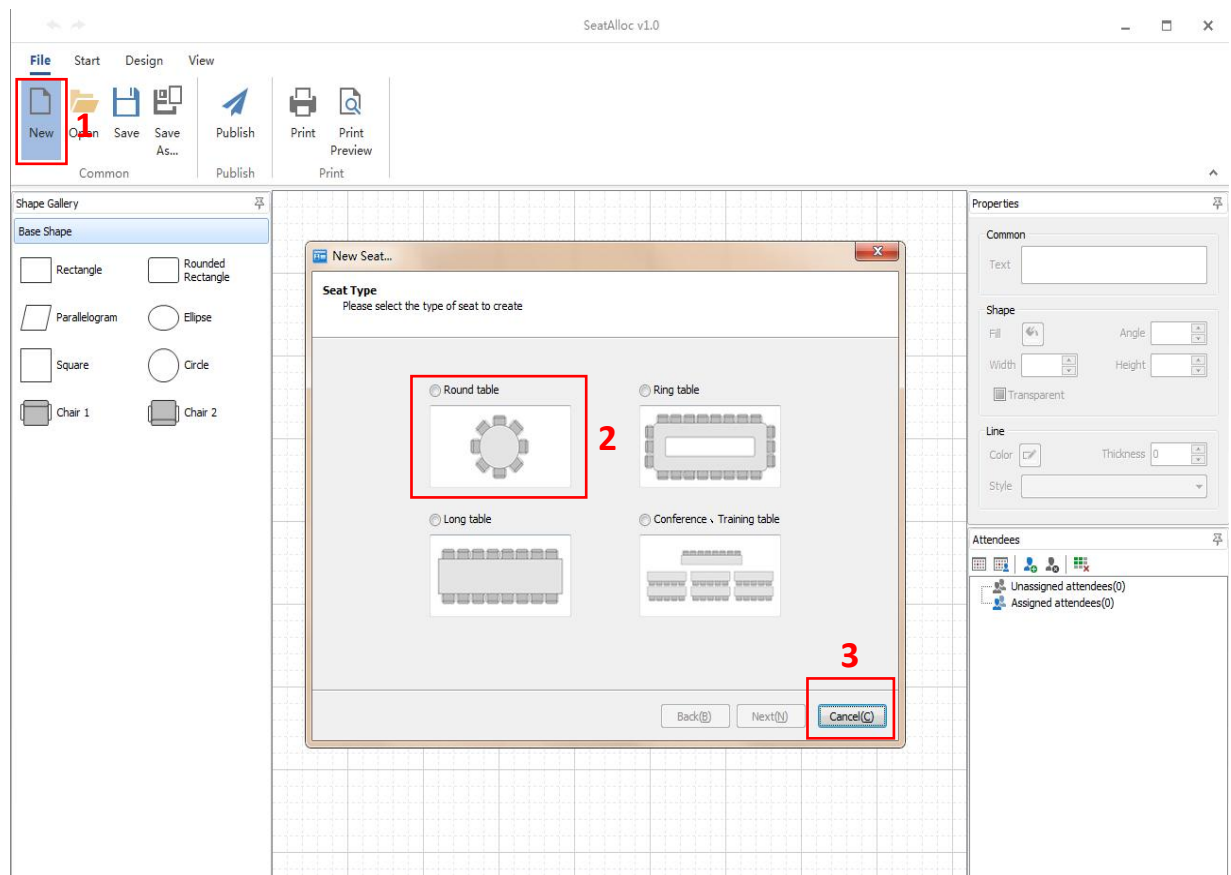 SeatAlloc v1.0
File Start Design View
1
New Open Save Save As... Publish Print Print Preview
Common Publish Print
Shape Gallery
Base Shape
Rectangle
Rounded Rectangle
Parallelogram
Ellipse
Square
Circle
Chair 1
Chair 2
New Seat...
Seat Type
Please select the type of seat to create
Round table
Ring table
2
Long table
Conference、Training table
3
Back(B) Next(N) Cancel(C)
Properties
Common
Text
Shape
Fill Angle
Width Height
Transparent
Line
Color Thickness 0
Style
Attendees
Unassigned attendees(0)
Assigned attendees(0)